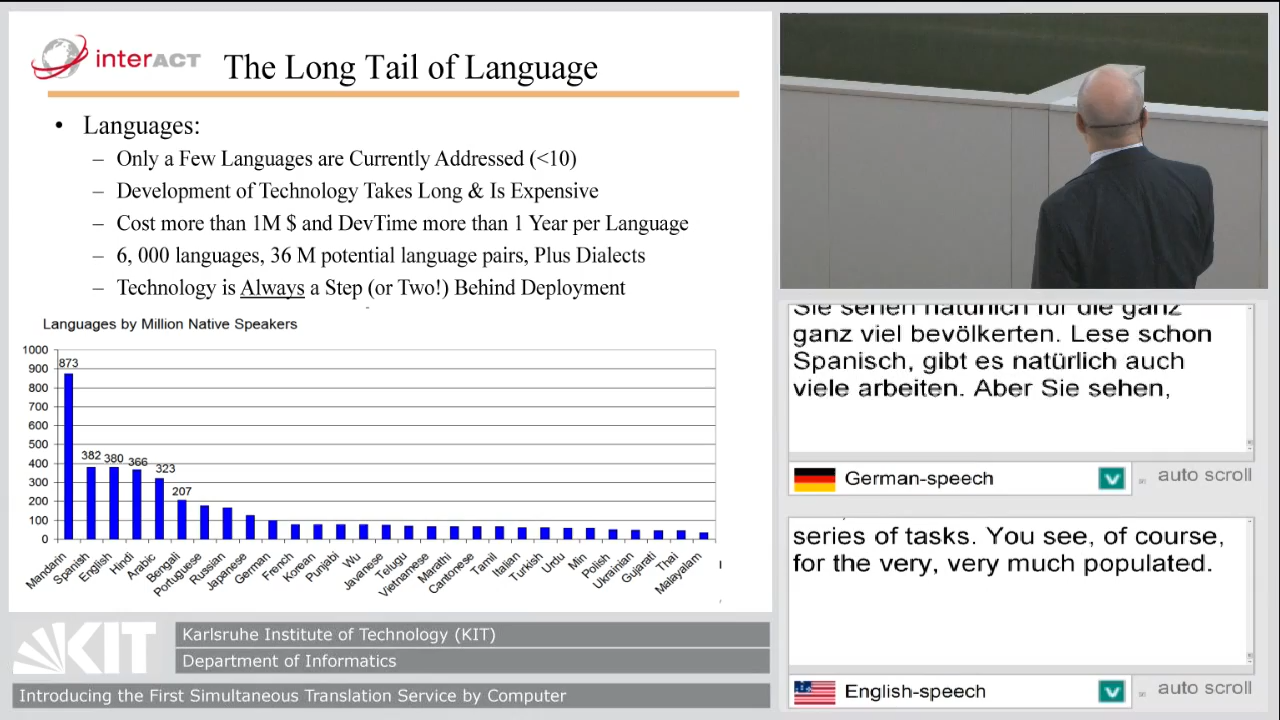 interACT
The Long Tail of Language
• Languages:
– Only a Few Languages are Currently Addressed (<10)
– Development of Technology Takes Long & Is Expensive
– Cost more than 1M $ and DevTime more than 1 Year per Language
– 6, 000 languages, 36 M potential language pairs, Plus Dialects
– Technology is Always a Step (or Two!) Behind Deployment
Languages by Million Native Speakers
1000
900
800
700
600
500
400
300
200
100
0
873
382
380
366
323
207
Mandarin
Spanish
English
Hindi
Arabic
Bengali
Portuguese
Russian
Japanese
German
French
Korean
Punjabi
Wu
Javanese
Telugu
Vietnamese
Marathi
Cantonese
Tamil
Italian
Turkish
Urdu
Min
Polish
Ukrainian
Gujarati
Thai
Malayalam
KIT
Karlsruhe Institute of Technology (KIT)
Department of Informatics
Introducing the First Simultaneous Translation Service by Computer
Sie sehen natürlich für die ganz
ganz viel bevölkerten. Lese schon
Spanisch, gibt es natürlich auch
viele arbeiten. Aber Sie sehen,
German-speech
auto scroll
series of tasks. You see, of course,
for the very, very much populated.
English-speech
auto scroll